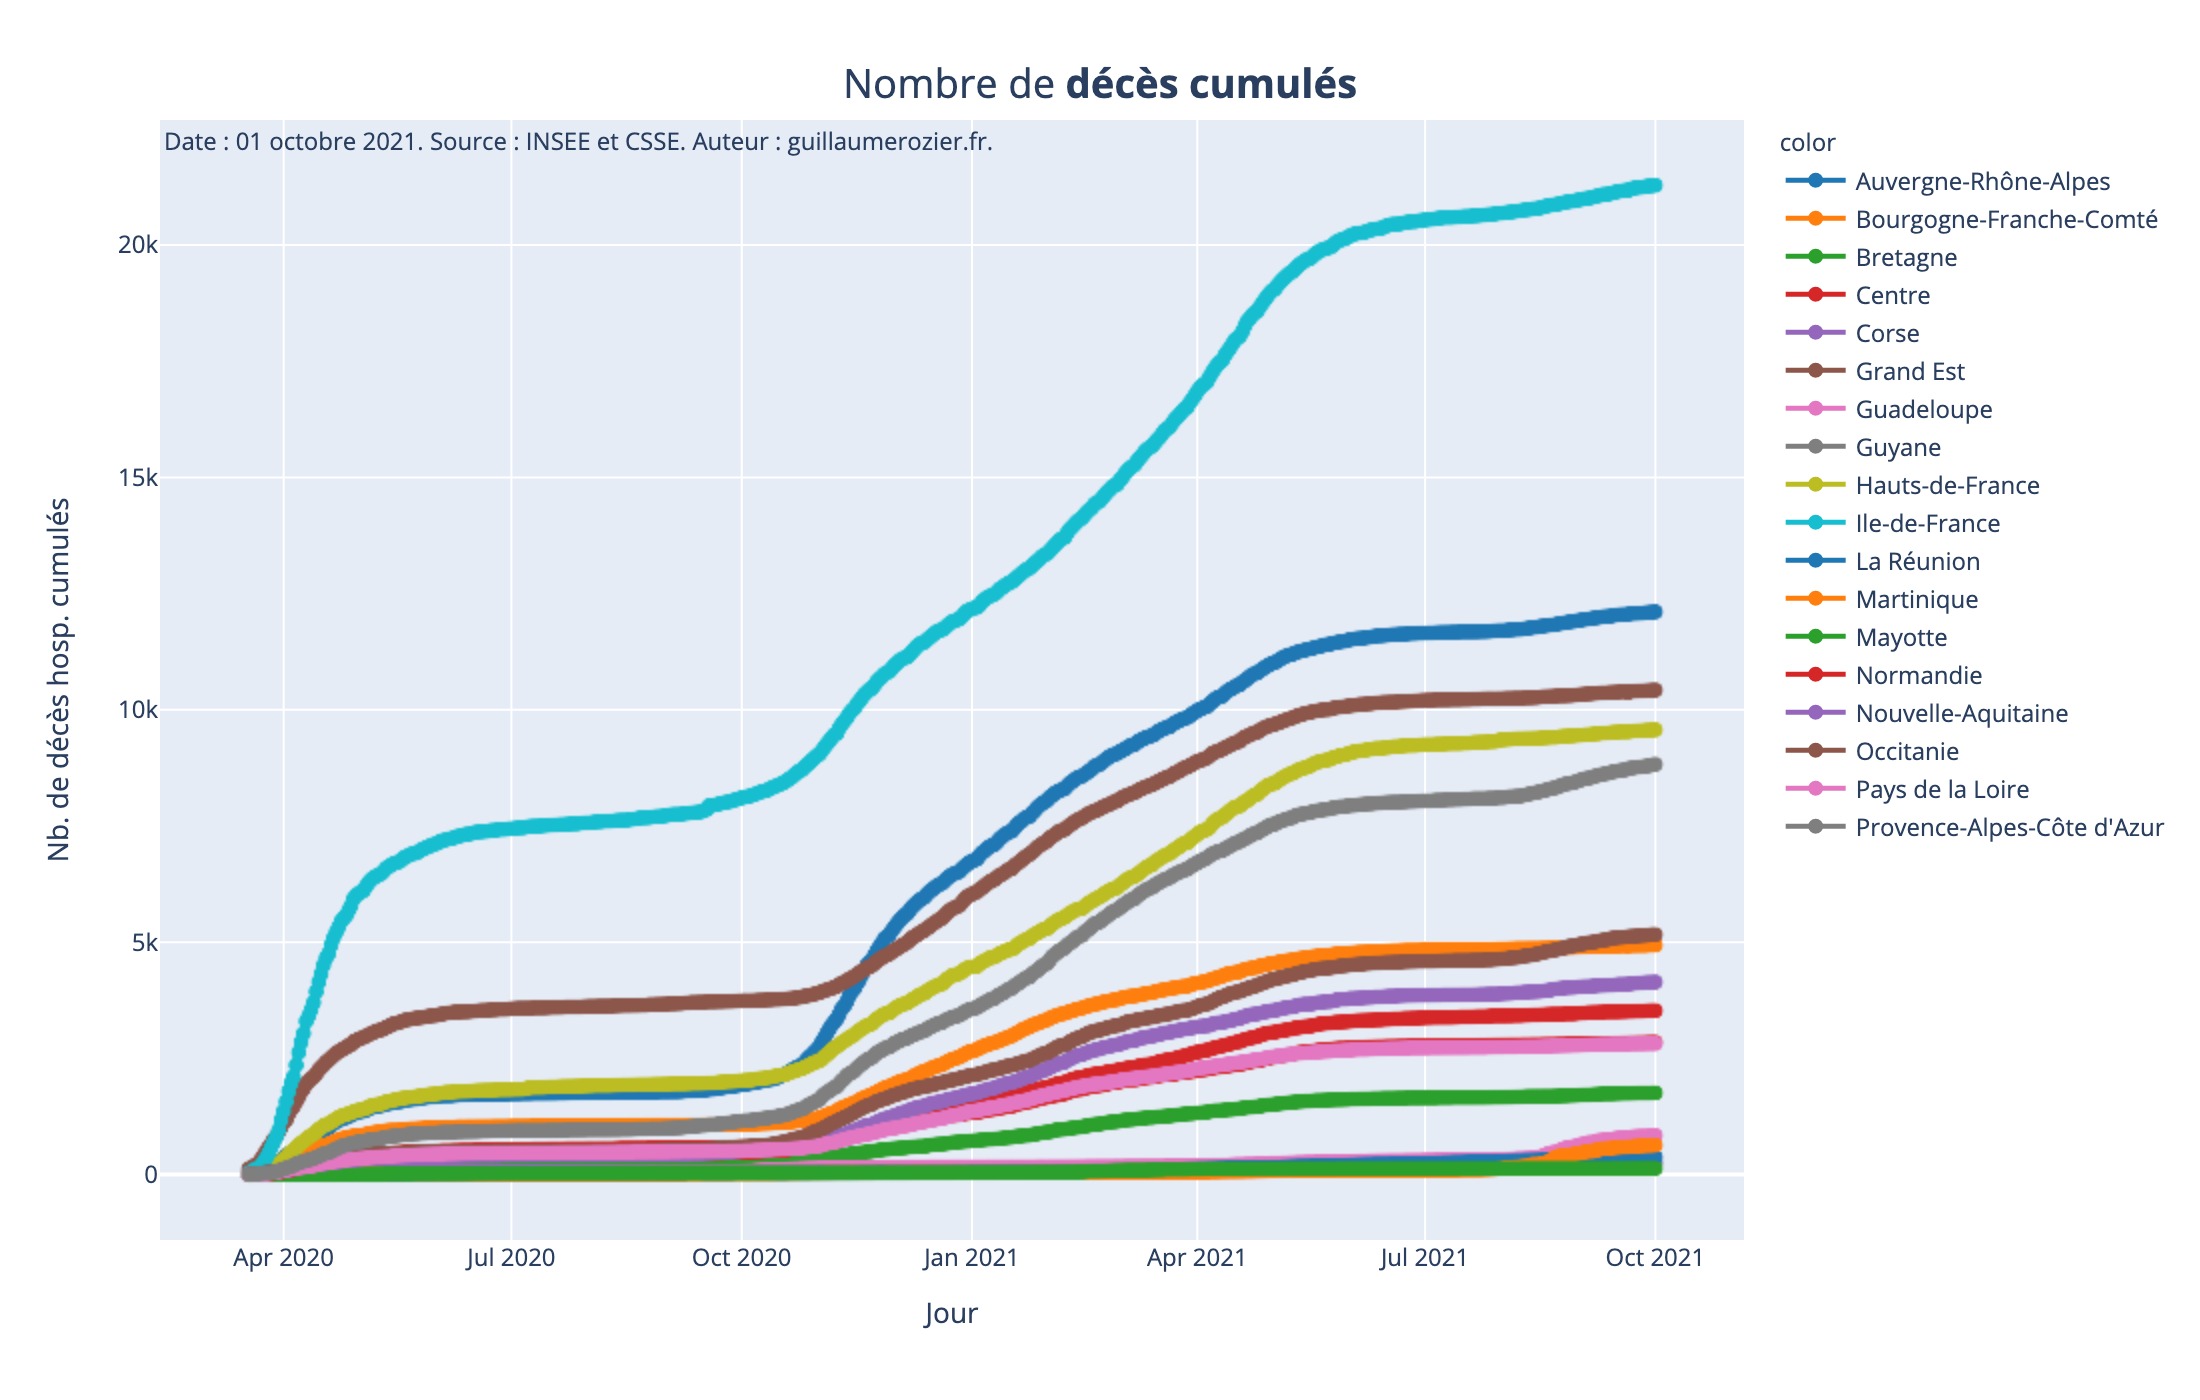 Nombre de décès cumulés
Date : 01 octobre 2021. Source : INSEE et CSSE. Auteur : guillaumerozier.fr.
color
Auvergne-Rhône-Alpes
Bourgogne-Franche-Comté
Bretagne
Centre
Corse
Grand Est
Guadeloupe
Guyane
Hauts-de-France
Ile-de-France
La Réunion
Martinique
Mayotte
Normandie
Nouvelle-Aquitaine
Occitanie
Pays de la Loire
Provence-Alpes-Côte d'Azur
Nb. de décès hosp. cumulés
20k
15k
10k
5k
0
Apr 2020
Jul 2020
Oct 2020
Jan 2021
Apr 2021
Jul 2021
Oct 2021
Jour